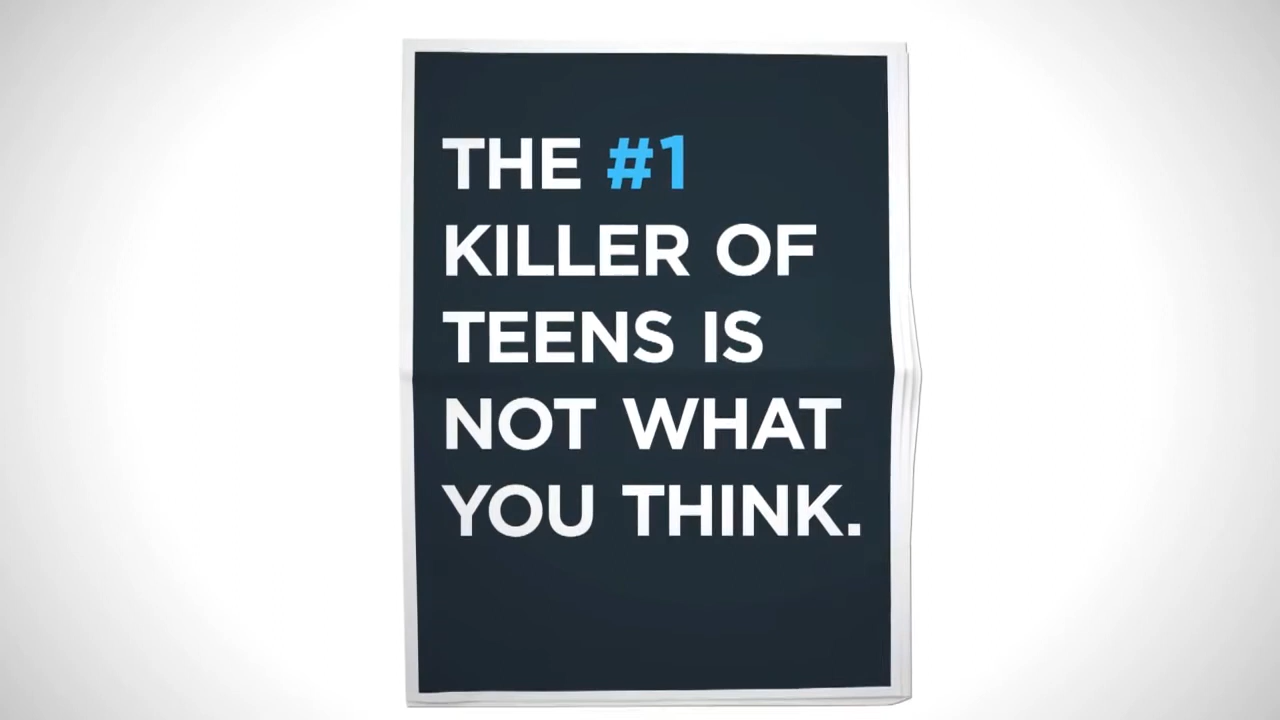 THE #1
KILLER OF
TEENS IS
NOT WHAT
YOU THINK.